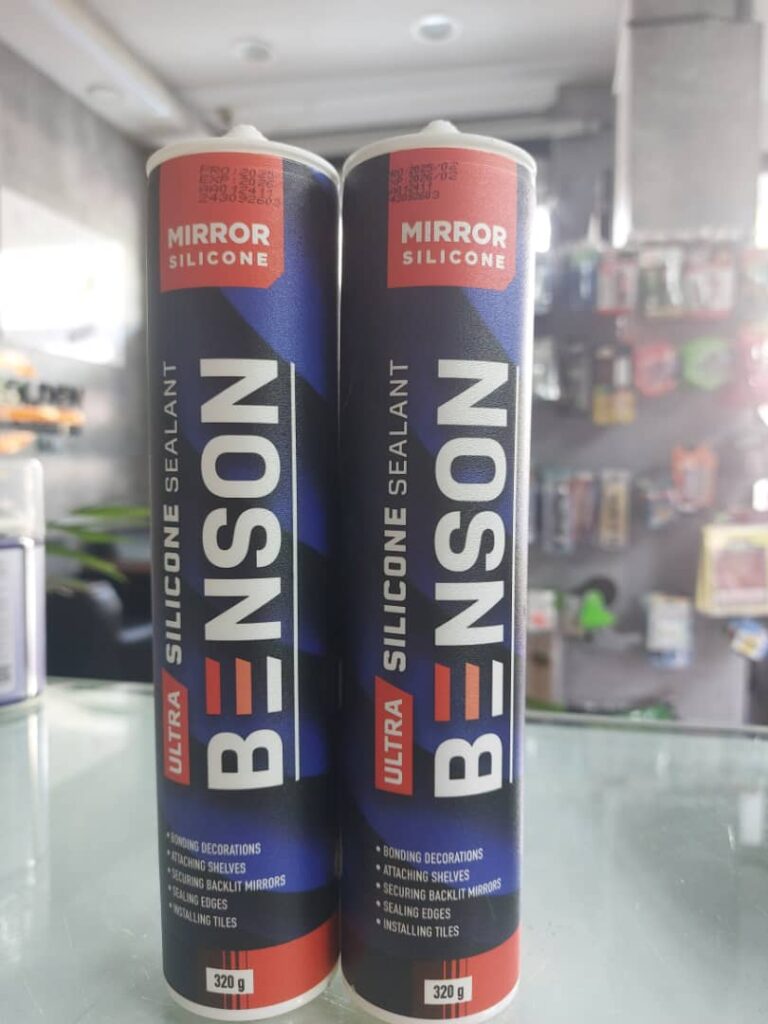 243092603
MIRROR
SILICONE
ULTRA SILICONE SEALANT
BENSON
• BONDING DECORATIONS
• ATTACHING SHELVES
• SECURING BACKLIT MIRRORS
• SEALING EDGES
• INSTALLING TILES
320 g
MIRROR
SILICONE
ULTRA SILICONE SEALANT
BENSON
• BONDING DECORATIONS
• ATTACHING SHELVES
• SECURING BACKLIT MIRRORS
• SEALING EDGES
• INSTALLING TILES
320 g